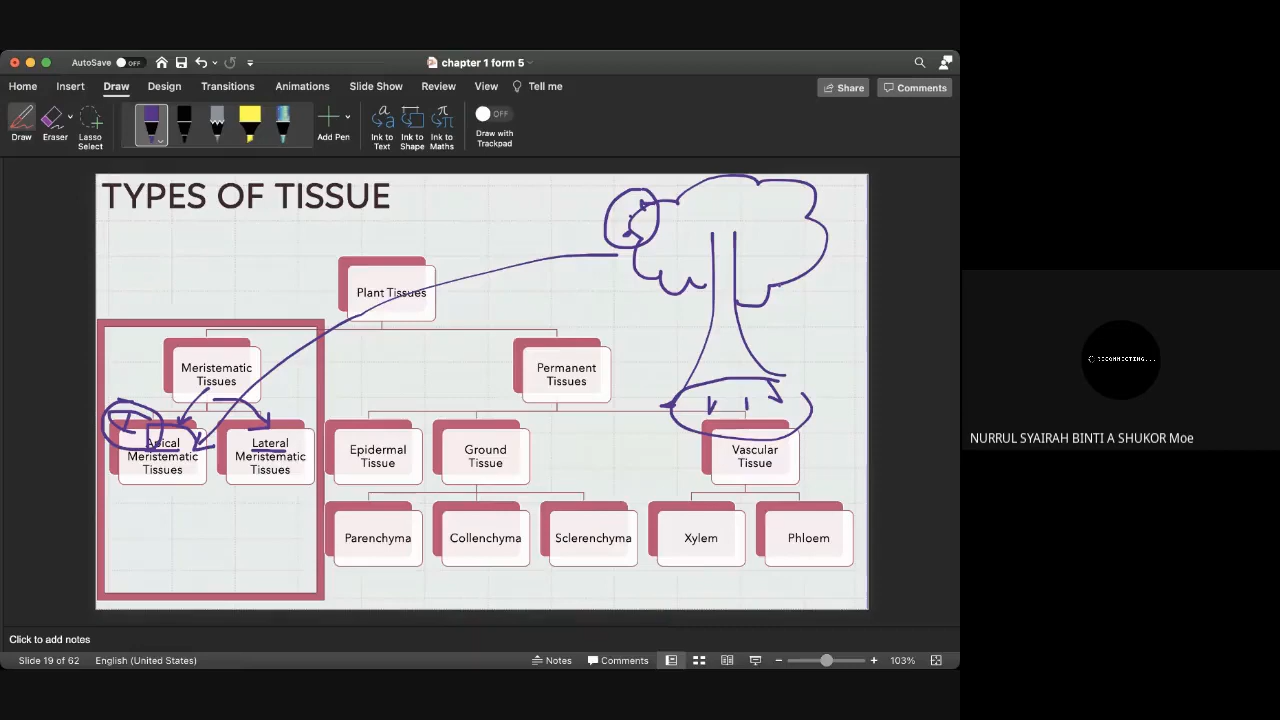 AutoSave OFF
chapter 1 form 5
Home Insert Draw Design Transitions Animations Slide Show Review View Tell me
Share Comments
Draw
Eraser
Lasso
Select
Add Pen
Ink to
Text
Ink to
Shape
Ink to
Maths
OFF
Draw with
Trackpad
TYPES OF TISSUE
Plant Tissues
Meristematic
Tissues
Permanent
Tissues
Apical
Meristematic
Tissues
Lateral
Meristematic
Tissues
Epidermal
Tissue
Ground
Tissue
Vascular
Tissue
Parenchyma
Collenchyma
Sclerenchyma
Xylem
Phloem
Click to add notes
Slide 19 of 62 English (United States) Notes Comments 103%
RECONNECTING...
NURRUL SYAIRAH BINTI A SHUKOR Moe